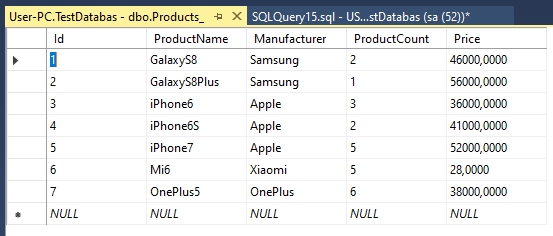 User-PC.TestDatabas - dbo.Products_ SQLQuery15.sql - US...stDatabas (sa (52))*
Id ProductName Manufacturer ProductCount Price
1 GalaxyS8 Samsung 2 46000,0000
2 GalaxyS8Plus Samsung 1 56000,0000
3 iPhone6 Apple 3 36000,0000
4 iPhone6S Apple 2 41000,0000
5 iPhone7 Apple 5 52000,0000
6 Mi6 Xiaomi 5 28,0000
7 OnePlus5 OnePlus 6 38000,0000
NULL NULL NULL NULL NULL